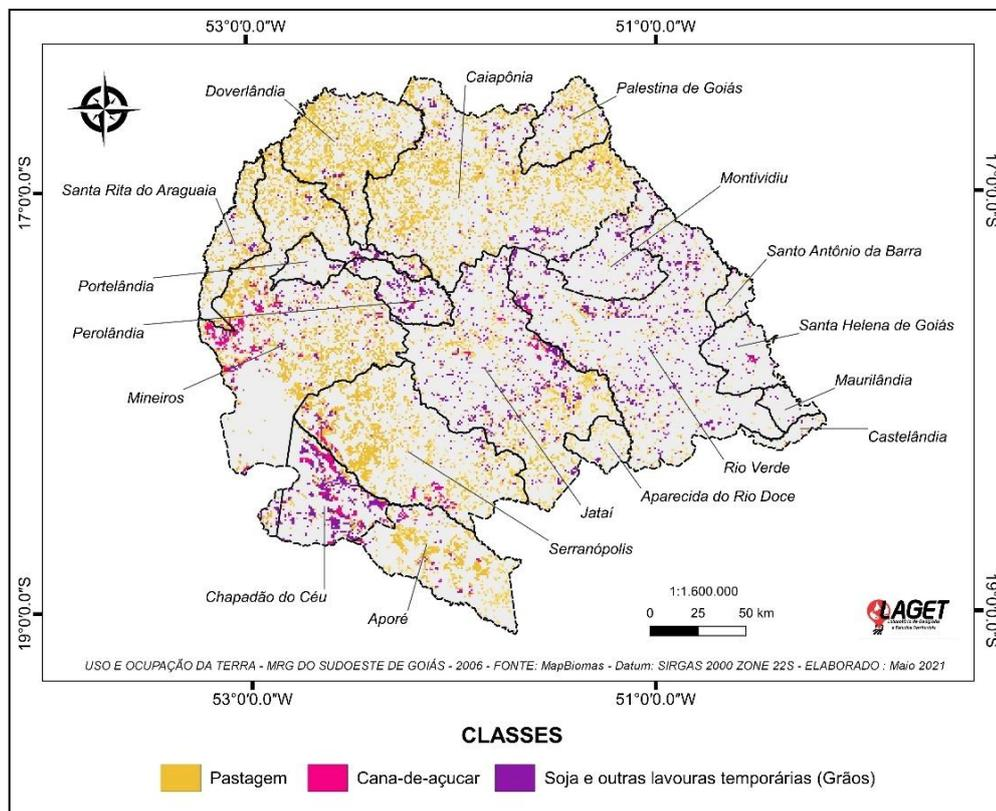 53°0'0.0"W
51°0'0.0"W
Caiapônia
Doverlândia
Palestina de Goiás
Montividiu
Santa Rita do Araguaia
17°0'0.0"S
17°0'0.0"S
Santo Antônio da Barra
Portelândia
Santa Helena de Goiás
Perolândia
Maurilândia
Mineiros
Castelândia
Rio Verde
Aparecida do Rio Doce
Jataí
Serranópolis
Chapadão do Céu
Aporé
1:1.600.000
0 25 50 km
LAGET
19°0'0.0"S
19°0'0.0"S
USO E OCUPAÇÃO DA TERRA - MRG DO SUDOESTE DE GOIÁS - 2006 - FONTE: MapBiomas - Datum: SIRGAS 2000 ZONE 22S - ELABORADO : Maio 2021
53°0'0.0"W
51°0'0.0"W
CLASSES
Pastagem
Cana-de-açucar
Soja e outras lavouras temporárias (Grãos)